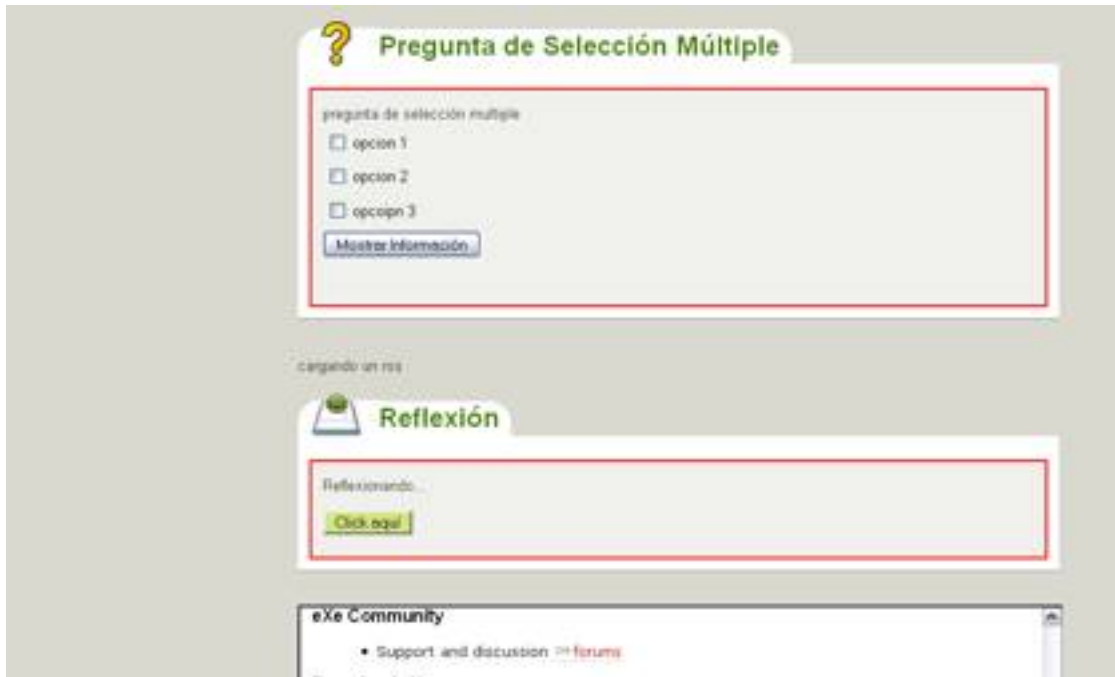 Pregunta de Selección Múltiple
pregunta de selección multiple
opcion 1
opcion 2
opcoipn 3
Mostrar Información
cargando un rss
Reflexión
Reflexionando...
Click aquí
eXe Community
Support and discussion forums